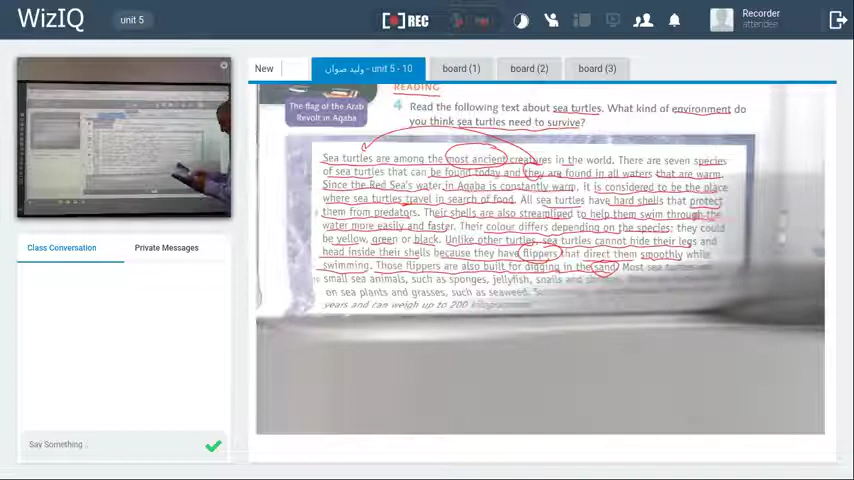 WizIQ
unit 5
REC
Recorder
attendee
New
وليد صوان - unit 5 - 10
board (1)
board (2)
board (3)
READING
The flag of the Arab
Revolt in Aqaba
4 Read the following text about sea turtles. What kind of environment do
you think sea turtles need to survive?
Sea turtles are among the most ancient creatures in the world. There are seven species
of sea turtles that can be found today and they are found in all waters that are warm.
Since the Red Sea's water in Aqaba is constantly warm, it is considered to be the place
where sea turtles travel in search of food. All sea turtles have hard shells that protect
them from predators. Their shells are also streamlined to help them swim through the
water more easily and faster. Their colour differs depending on the species; they could
be yellow, green or black. Unlike other turtles, sea turtles cannot hide their legs and
head inside their shells because they have flippers that direct them smoothly while
swimming. Those flippers are also built for digging in the sand. Most sea turtles
small sea animals, such as sponges, jellyfish, snails and
on sea plants and grasses, such as seaweed.
years and can weigh up to 200 kilogrammes
Class Conversation
Private Messages
Say Something..